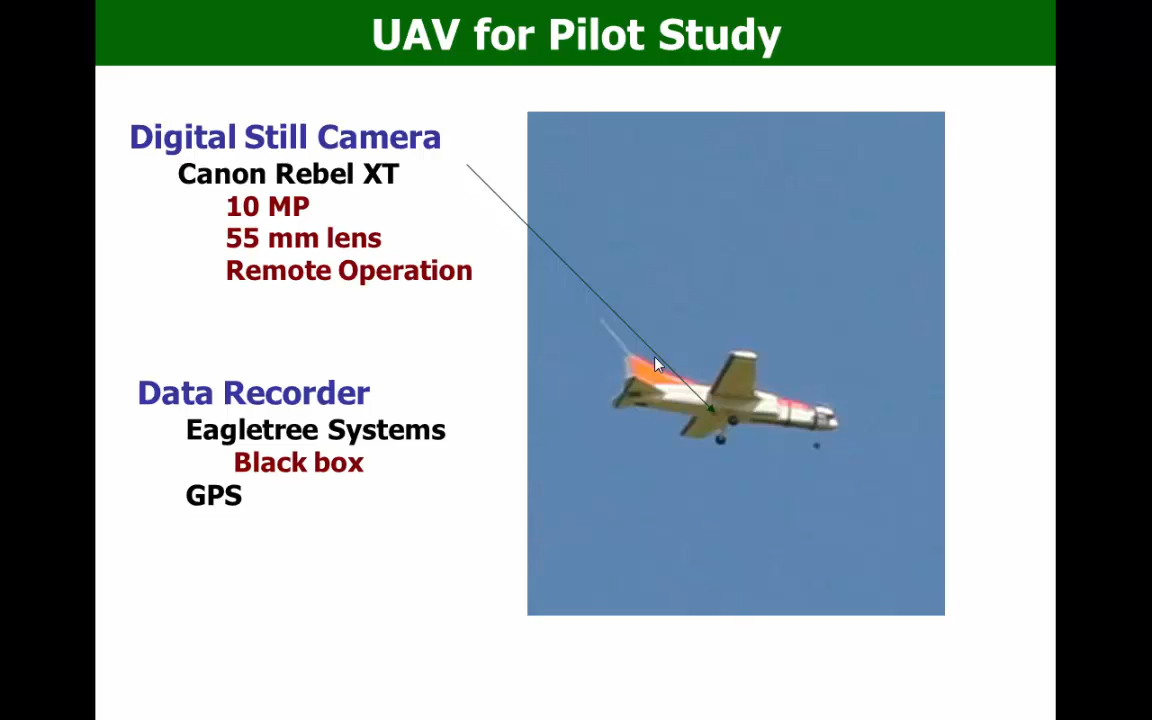 UAV for Pilot Study
Digital Still Camera
Canon Rebel XT
10 MP
55 mm lens
Remote Operation
Data Recorder
Eagletree Systems
Black box
GPS